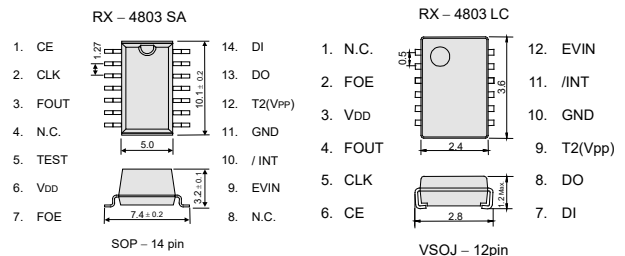 RX – 4803 SA
1. CE
2. CLK
3. FOUT
4. N.C.
5. TEST
6. VDD
7. FOE
1.27
10.1 ± 0.2
5.0
3.2 ± 0.1
7.4 ± 0.2
14. DI
13. DO
12. T2(VPP)
11. GND
10. / INT
9. EVIN
8. N.C.
SOP – 14 pin
RX – 4803 LC
1. N.C.
2. FOE
3. VDD
4. FOUT
5. CLK
6. CE
0.5
3.6
2.4
1.2 Max.
2.8
12. EVIN
11. /INT
10. GND
9. T2(Vpp)
8. DO
7. DI
VSOJ – 12pin